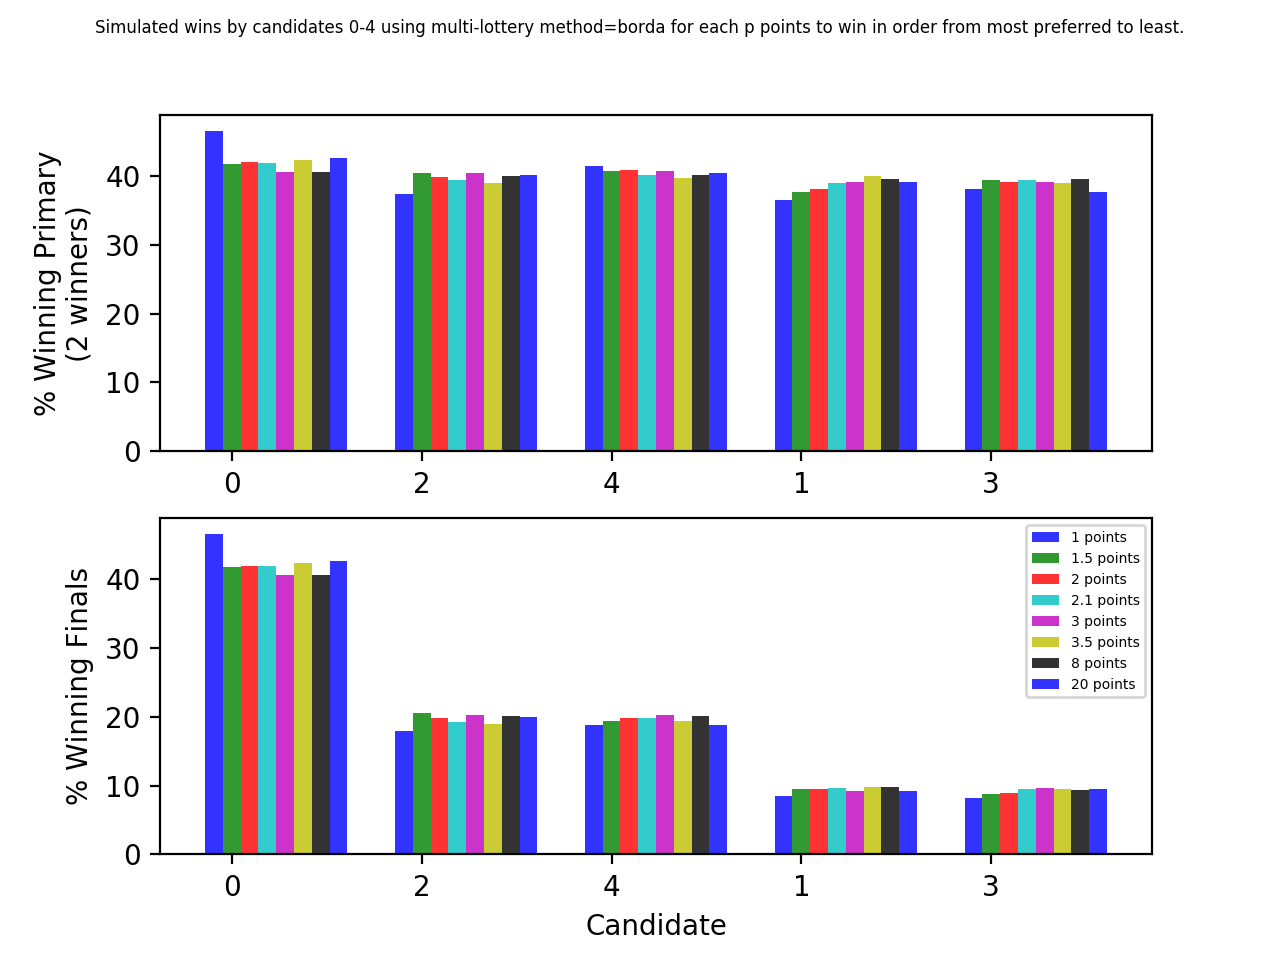 Simulated wins by candidates 0-4 using multi-lottery method=borda for each p points to win in order from most preferred to least.
% Winning Primary
(2 winners)
40
30
20
10
0
0 2 4 1 3
% Winning Finals
40
30
20
10
0
1 points
1.5 points
2 points
2.1 points
3 points
3.5 points
8 points
20 points
0 2 4 1 3
Candidate